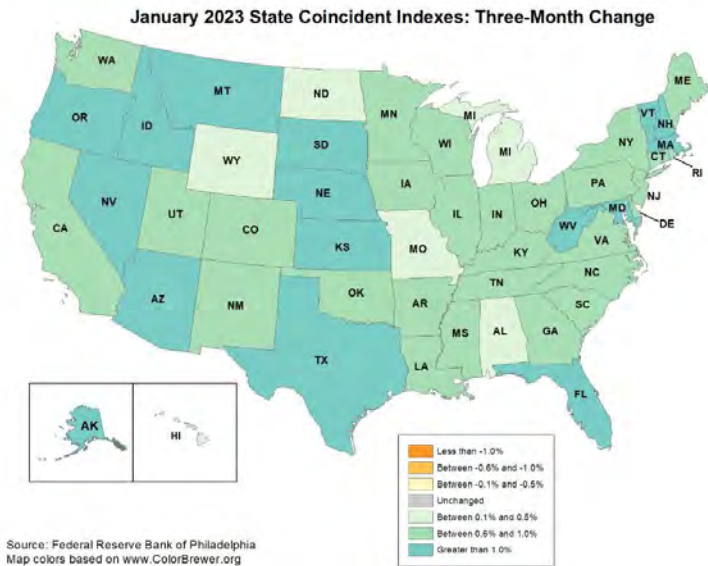 January 2023 State Coincident Indexes: Three-Month Change
WA
MT
ND
MN
ME
VT
NH
OR
ID
SD
WI
MI
MI
NY
MA
CT
RI
WY
NE
IA
PA
NJ
NV
UT
CO
KS
MO
IL
IN
OH
WV
MD
DE
CA
KY
VA
AZ
NM
OK
AR
TN
NC
SC
TX
LA
MS
AL
GA
FL
AK
HI
Less than -1.0%
Between -0.6% and -1.0%
Between -0.1% and -0.5%
Unchanged
Between 0.1% and 0.5%
Between 0.6% and 1.0%
Greater than 1.0%
Source: Federal Reserve Bank of Philadelphia
Map colors based on www.ColorBrewer.org